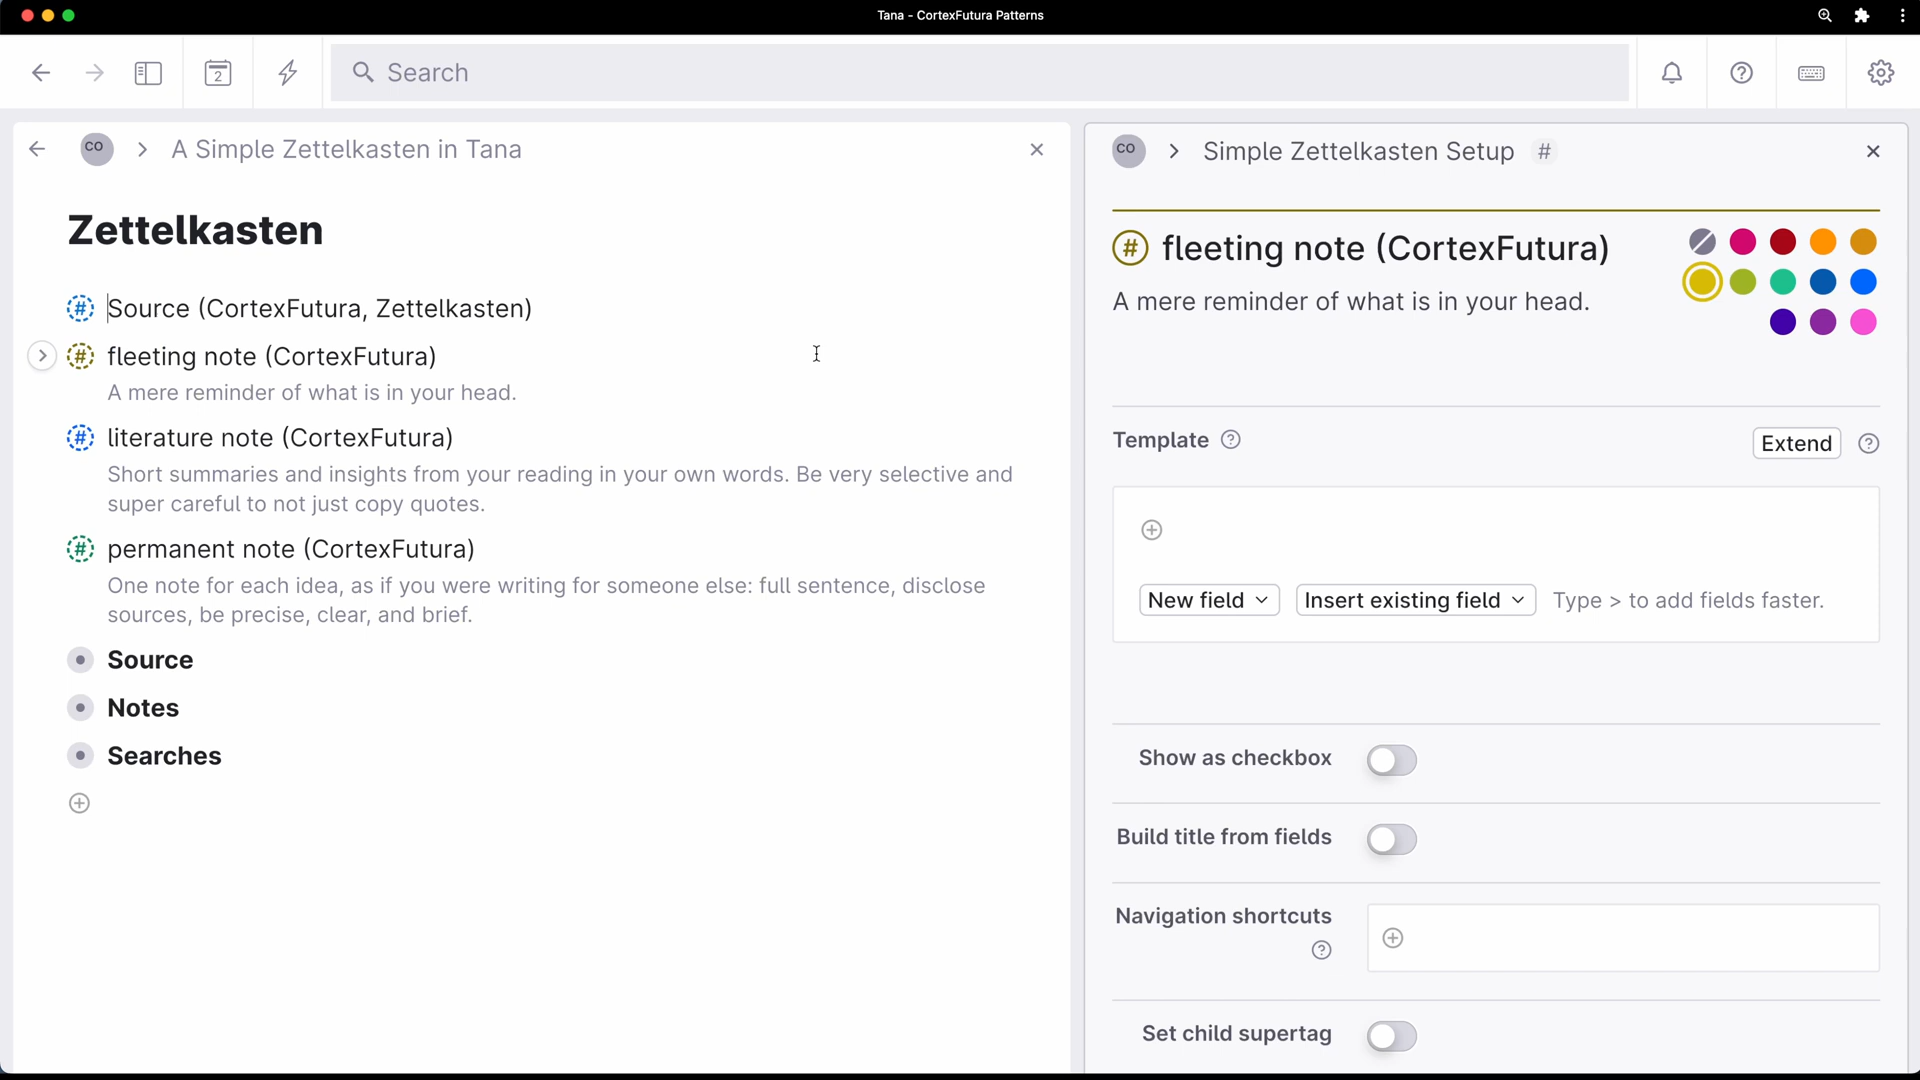 Tana - CortexFutura Patterns
2
Search
CO
A Simple Zettelkasten in Tana
Zettelkasten
# Source (CortexFutura, Zettelkasten)
# fleeting note (CortexFutura)
A mere reminder of what is in your head.
# literature note (CortexFutura)
Short summaries and insights from your reading in your own words. Be very selective and
super careful to not just copy quotes.
# permanent note (CortexFutura)
One note for each idea, as if you were writing for someone else: full sentence, disclose
sources, be precise, clear, and brief.
Source
Notes
Searches
CO
Simple Zettelkasten Setup #
# fleeting note (CortexFutura)
A mere reminder of what is in your head.
Template ?
Extend ?
New field
Insert existing field
Type > to add fields faster.
Show as checkbox
Build title from fields
Navigation shortcuts
?
Set child supertag